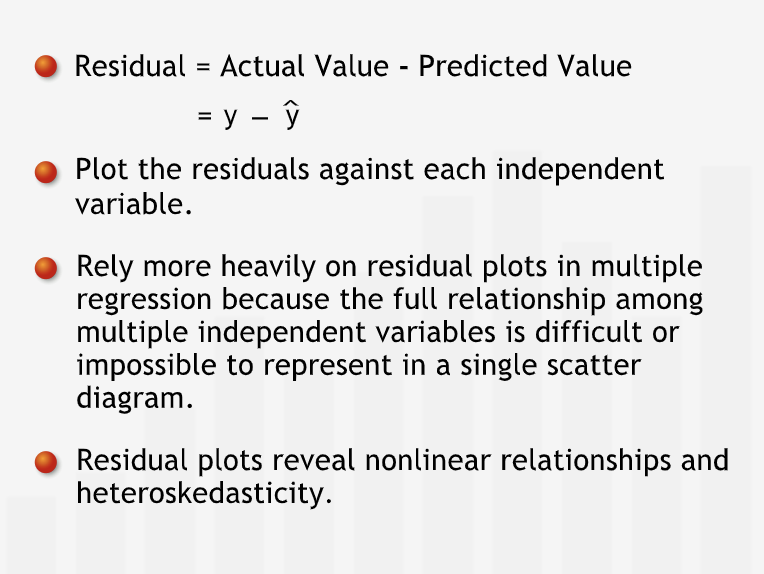 Residual = Actual Value - Predicted Value
= y – ŷ
Plot the residuals against each independent
variable.
Rely more heavily on residual plots in multiple
regression because the full relationship among
multiple independent variables is difficult or
impossible to represent in a single scatter
diagram.
Residual plots reveal nonlinear relationships and
heteroskedasticity.